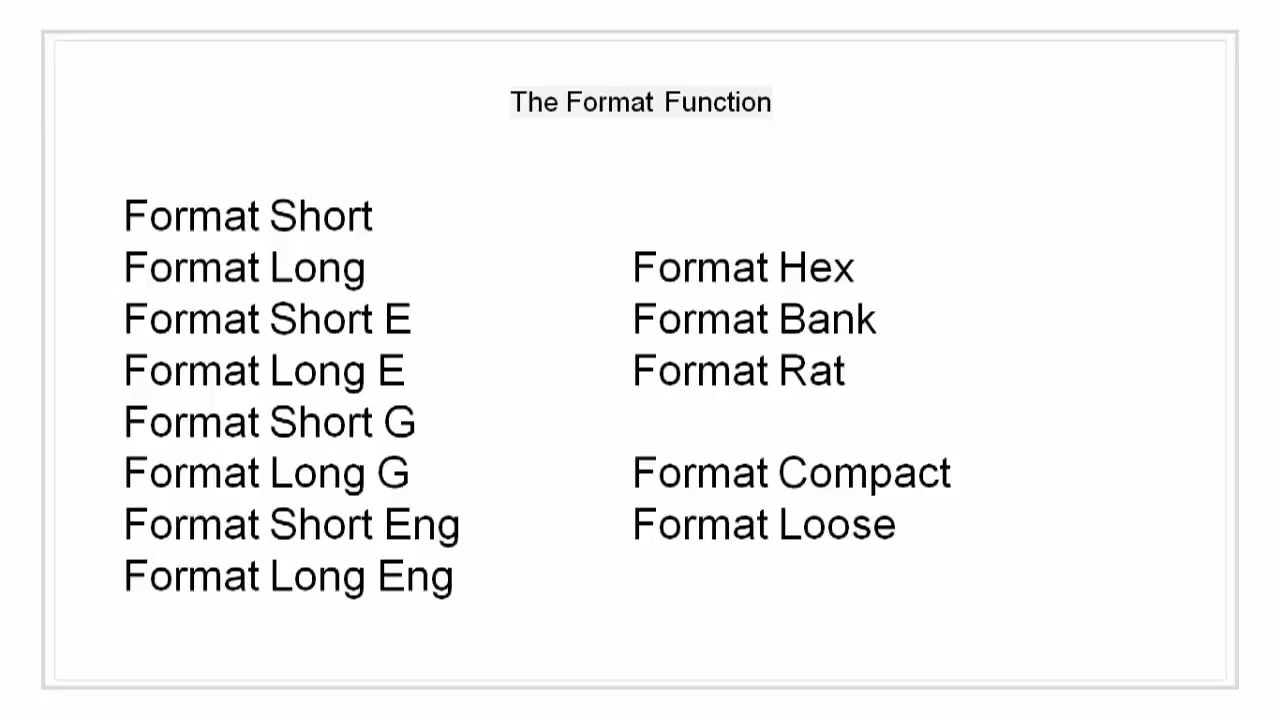 The Format Function
Format Short
Format Long
Format Short E
Format Long E
Format Short G
Format Long G
Format Short Eng
Format Long Eng
Format Hex
Format Bank
Format Rat
Format Compact
Format Loose